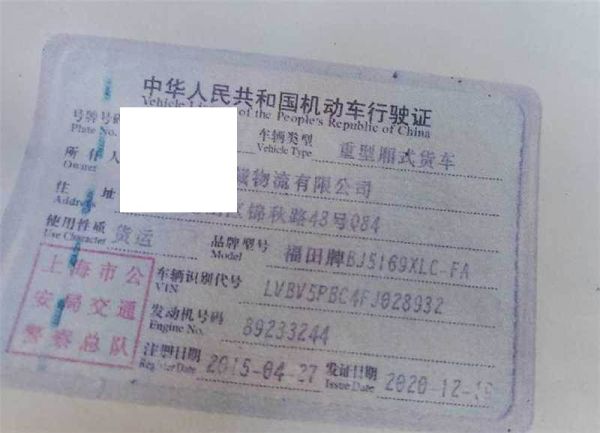 中华人民共和国机动车行驶证
Vehicle of the People's Republic of China
号牌号码 车辆类型 重型厢式货车
Plate No. Vehicle Type
所有人 物流有限公司
Owner
住 址 区锦秋路43号084
Address
使用性质 货运 品牌型号 福田牌BJ5169XLC-FA
Use Character Model
上海市公
安局交通
警察总队
车辆识别代号 LVBV5PBC4FJ028932
VIN
发动机号码 89233244
Engine No.
注册日期 2015-04-27 发证日期 2020-12-
Register Date Issue Date